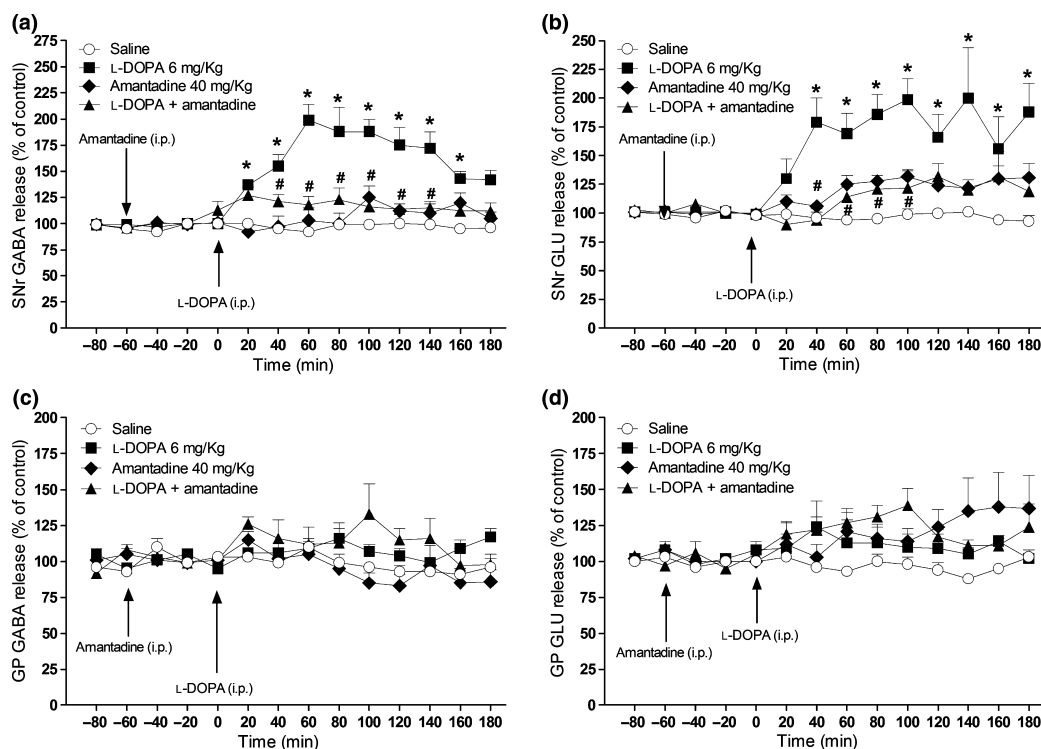 (a)
SNr GABA release (% of control)
275
250
225
200
175
150
125
100
75
50
25
0
Saline
L-DOPA 6 mg/Kg
Amantadine 40 mg/Kg
L-DOPA + amantadine
Amantadine (i.p.)
* * * * * * * *
# # # # # #
L-DOPA (i.p.)
–80 –60 –40 –20 0 20 40 60 80 100 120 140 160 180
Time (min)
(b)
SNr GLU release (% of control)
250
225
200
175
150
125
100
75
50
25
0
Saline
L-DOPA 6 mg/Kg
Amantadine 40 mg/Kg
L-DOPA + amantadine
Amantadine (i.p.)
* * * * * * * *
# # # #
L-DOPA (i.p.)
–80 –60 –40 –20 0 20 40 60 80 100 120 140 160 180
Time (min)
(c)
GP GABA release (% of control)
200
175
150
125
100
75
50
25
0
Saline
L-DOPA 6 mg/Kg
Amantadine 40 mg/Kg
L-DOPA + amantadine
Amantadine (i.p.)
L-DOPA (i.p.)
–80 –60 –40 –20 0 20 40 60 80 100 120 140 160 180
Time (min)
(d)
GP GLU release (% of control)
200
175
150
125
100
75
50
25
0
Saline
L-DOPA 6 mg/Kg
Amantadine 40 mg/Kg
L-DOPA + amantadine
L-DOPA (i.p.)
Amantadine (i.p.)
–80 –60 –40 –20 0 20 40 60 80 100 120 140 160 180
Time (min)